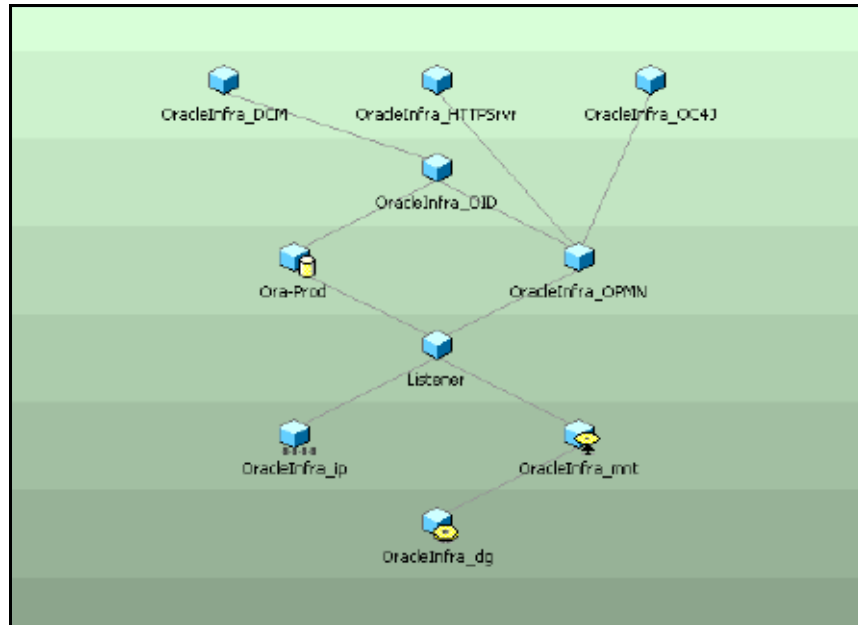 OracleInfra_DCM
OracleInfra_HTTPSrvr
OracleInfra_OC4J
OracleInfra_OID
Ora-Prod
OracleInfra_OPMN
Listener
OracleInfra_ip
OracleInfra_mnt
OracleInfra_dg